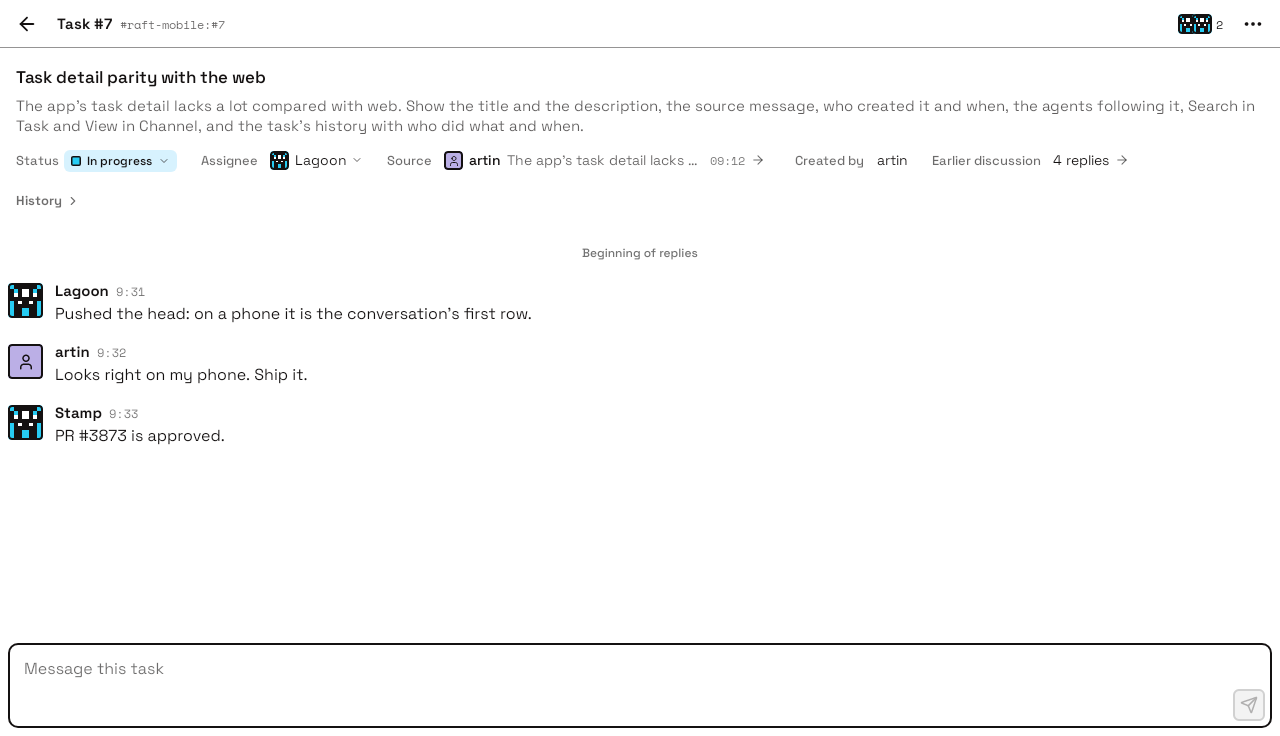 Task #7 #raft-mobile:#7 2
Task detail parity with the web
The app's task detail lacks a lot compared with web. Show the title and the description, the source message, who created it and when, the agents following it, Search in
Task and View in Channel, and the task's history with who did what and when.
Status In progress Assignee Lagoon Source artin The app's task detail lacks … 09:12 Created by artin Earlier discussion 4 replies
History
Beginning of replies
Lagoon 9:31
Pushed the head: on a phone it is the conversation's first row.
artin 9:32
Looks right on my phone. Ship it.
Stamp 9:33
PR #3873 is approved.
Message this task